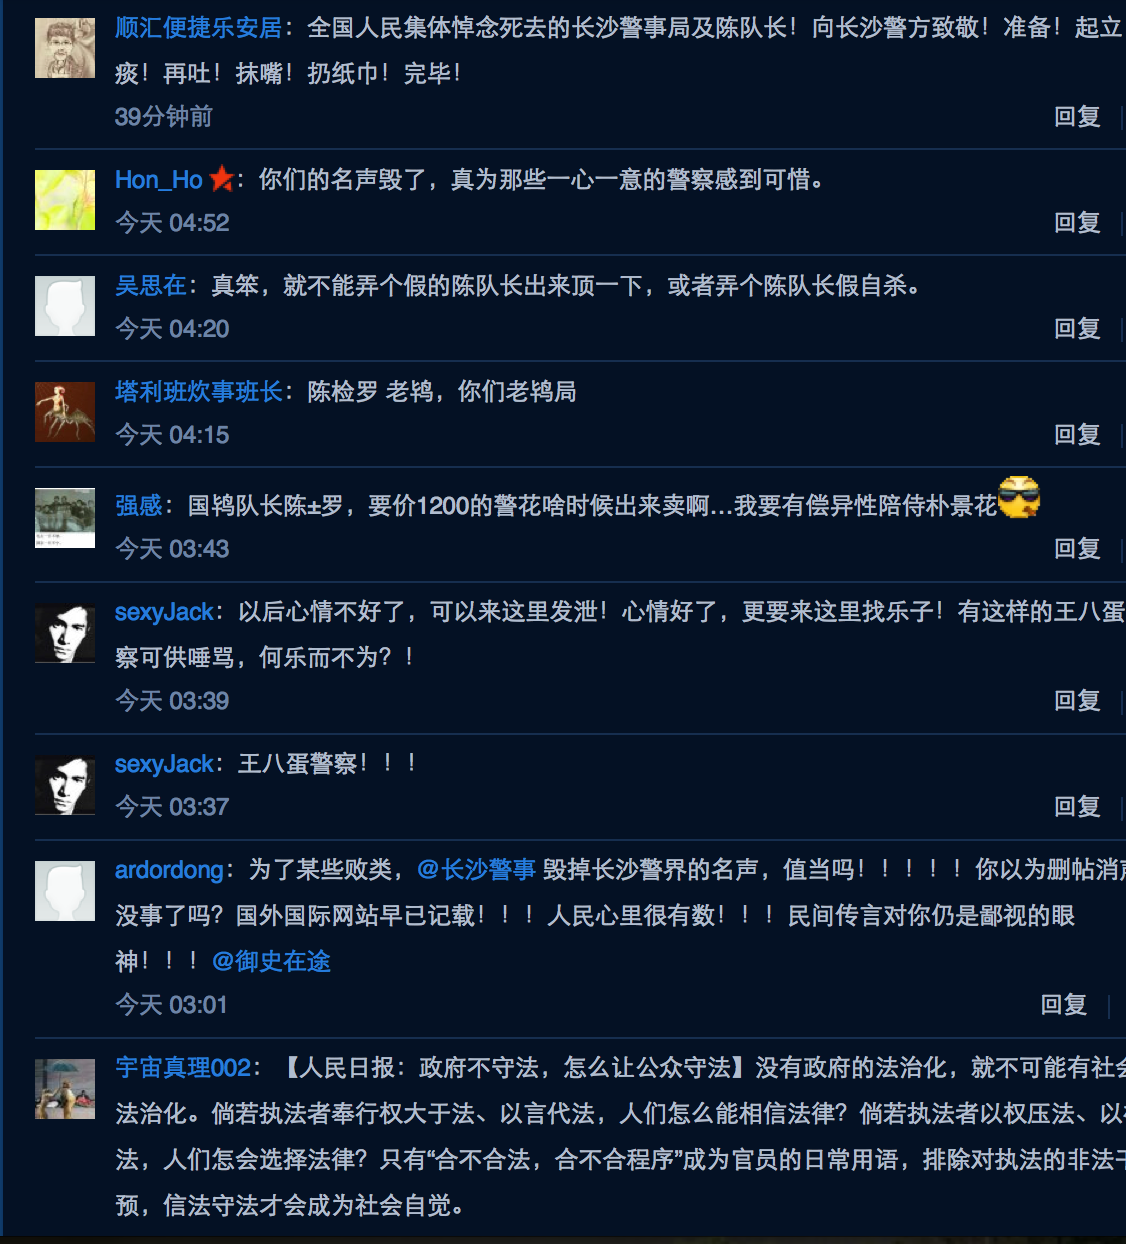 顺汇便捷乐安居：全国人民集体悼念死去的长沙警事局及陈队长！向长沙警方致敬！准备！起立
痰！再吐！抹嘴！扔纸巾！完毕！
39分钟前 回复
Hon_Ho：你们的名声毁了，真为那些一心一意的警察感到可惜。
今天 04:52 回复
吴思在：真笨，就不能弄个假的陈队长出来顶一下，或者弄个陈队长假自杀。
今天 04:20 回复
塔利班炊事班长：陈检罗 老鸨，你们老鸨局
今天 04:15 回复
强感：国鸨队长陈±罗，要价1200的警花啥时候出来卖啊...我要有偿异性陪侍朴景花
今天 03:43 回复
sexyJack：以后心情不好了，可以来这里发泄！心情好了，更要来这里找乐子！有这样的王八蛋
察可供唾骂，何乐而不为？！
今天 03:39 回复
sexyJack：王八蛋警察！！！
今天 03:37 回复
ardordong：为了某些败类，@长沙警事 毁掉长沙警界的名声，值当吗！！！！！你以为删帖消
没事了吗？国外国际网站早已记载！！！人民心里很有数！！！民间传言对你仍是鄙视的眼
神！！！@御史在途
今天 03:01 回复
宇宙真理002：【人民日报：政府不守法，怎么让公众守法】没有政府的法治化，就不可能有社会
法治化。倘若执法者奉行权大于法、以言代法，人们怎么能相信法律？倘若执法者以权压法、以
法，人们怎会选择法律？只有“合不合法，合不合程序”成为官员的日常用语，排除对执法的非法干
预，信法守法才会成为社会自觉。